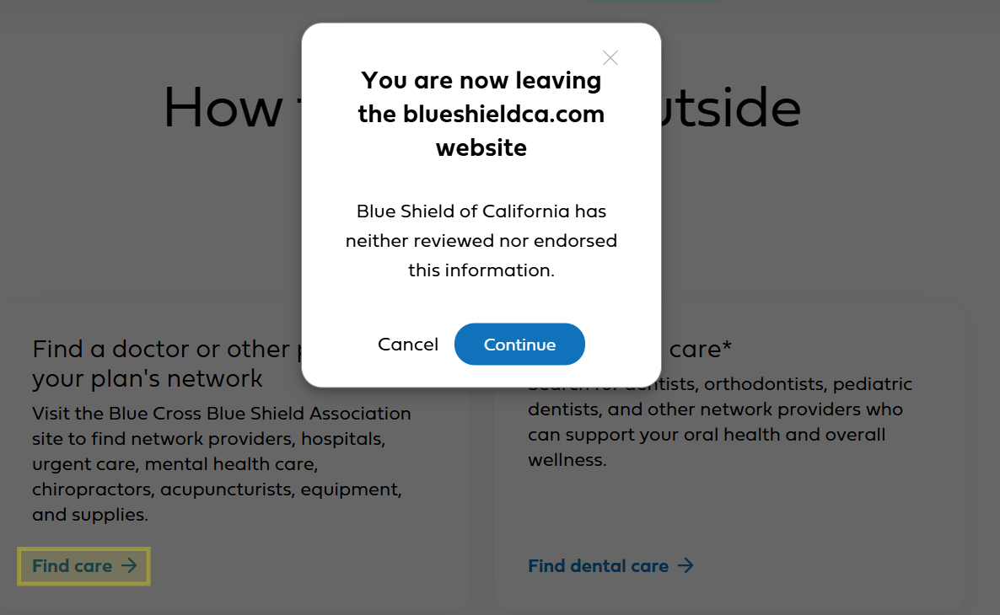 You are now leaving
the blueshieldca.com
website
Blue Shield of California has
neither reviewed nor endorsed
this information.
Cancel
Continue
How
utside
Find a doctor or other
your plan's network
Visit the Blue Cross Blue Shield Association
site to find network providers, hospitals,
urgent care, mental health care,
chiropractors, acupuncturists, equipment,
and supplies.
Find care →
care*
Search for dentists, orthodontists, pediatric
dentists, and other network providers who
can support your oral health and overall
wellness.
Find dental care →